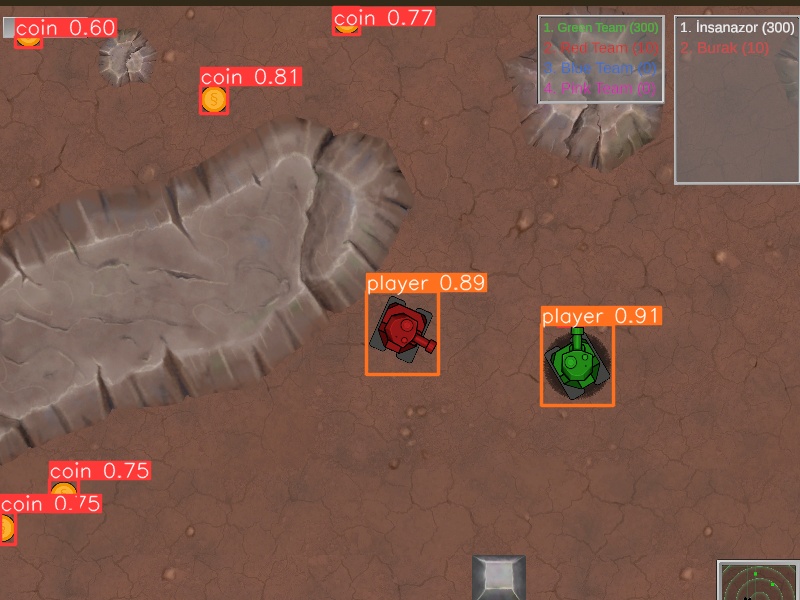 coin 0.60
coin 0.77
1. Green Team (300)
2. Red Team (10)
3. Blue Team (0)
4. Pink Team (0)
1. İnsanazor (300)
2. Burak (10)
coin 0.81
player 0.89
player 0.91
coin 0.75
coin 0.75